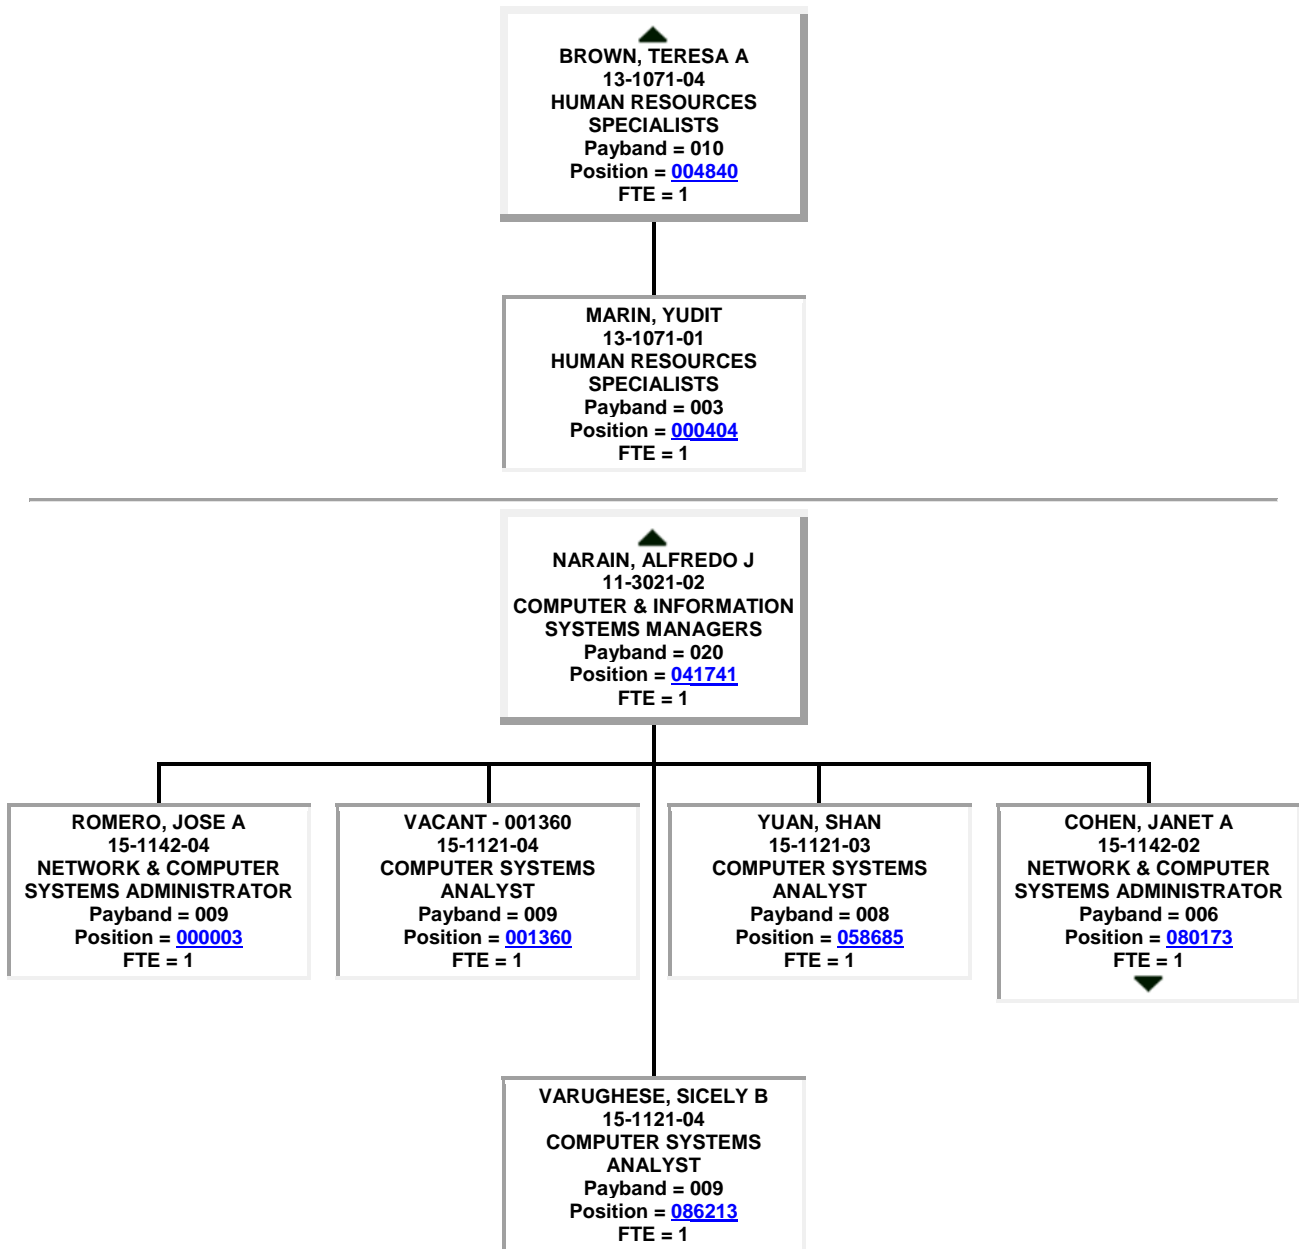 BROWN, TERESA A
13-1071-04
HUMAN RESOURCES
SPECIALISTS
Payband = 010
Position = 004840
FTE = 1
MARIN, YUDIT
13-1071-01
HUMAN RESOURCES
SPECIALISTS
Payband = 003
Position = 000404
FTE = 1
NARAIN, ALFREDO J
11-3021-02
COMPUTER & INFORMATION
SYSTEMS MANAGERS
Payband = 020
Position = 041741
FTE = 1
ROMERO, JOSE A
15-1142-04
NETWORK & COMPUTER
SYSTEMS ADMINISTRATOR
Payband = 009
Position = 000003
FTE = 1
VACANT - 001360
15-1121-04
COMPUTER SYSTEMS
ANALYST
Payband = 009
Position = 001360
FTE = 1
YUAN, SHAN
15-1121-03
COMPUTER SYSTEMS
ANALYST
Payband = 008
Position = 058685
FTE = 1
COHEN, JANET A
15-1142-02
NETWORK & COMPUTER
SYSTEMS ADMINISTRATOR
Payband = 006
Position = 080173
FTE = 1
VARUGHESE, SICELY B
15-1121-04
COMPUTER SYSTEMS
ANALYST
Payband = 009
Position = 086213
FTE = 1